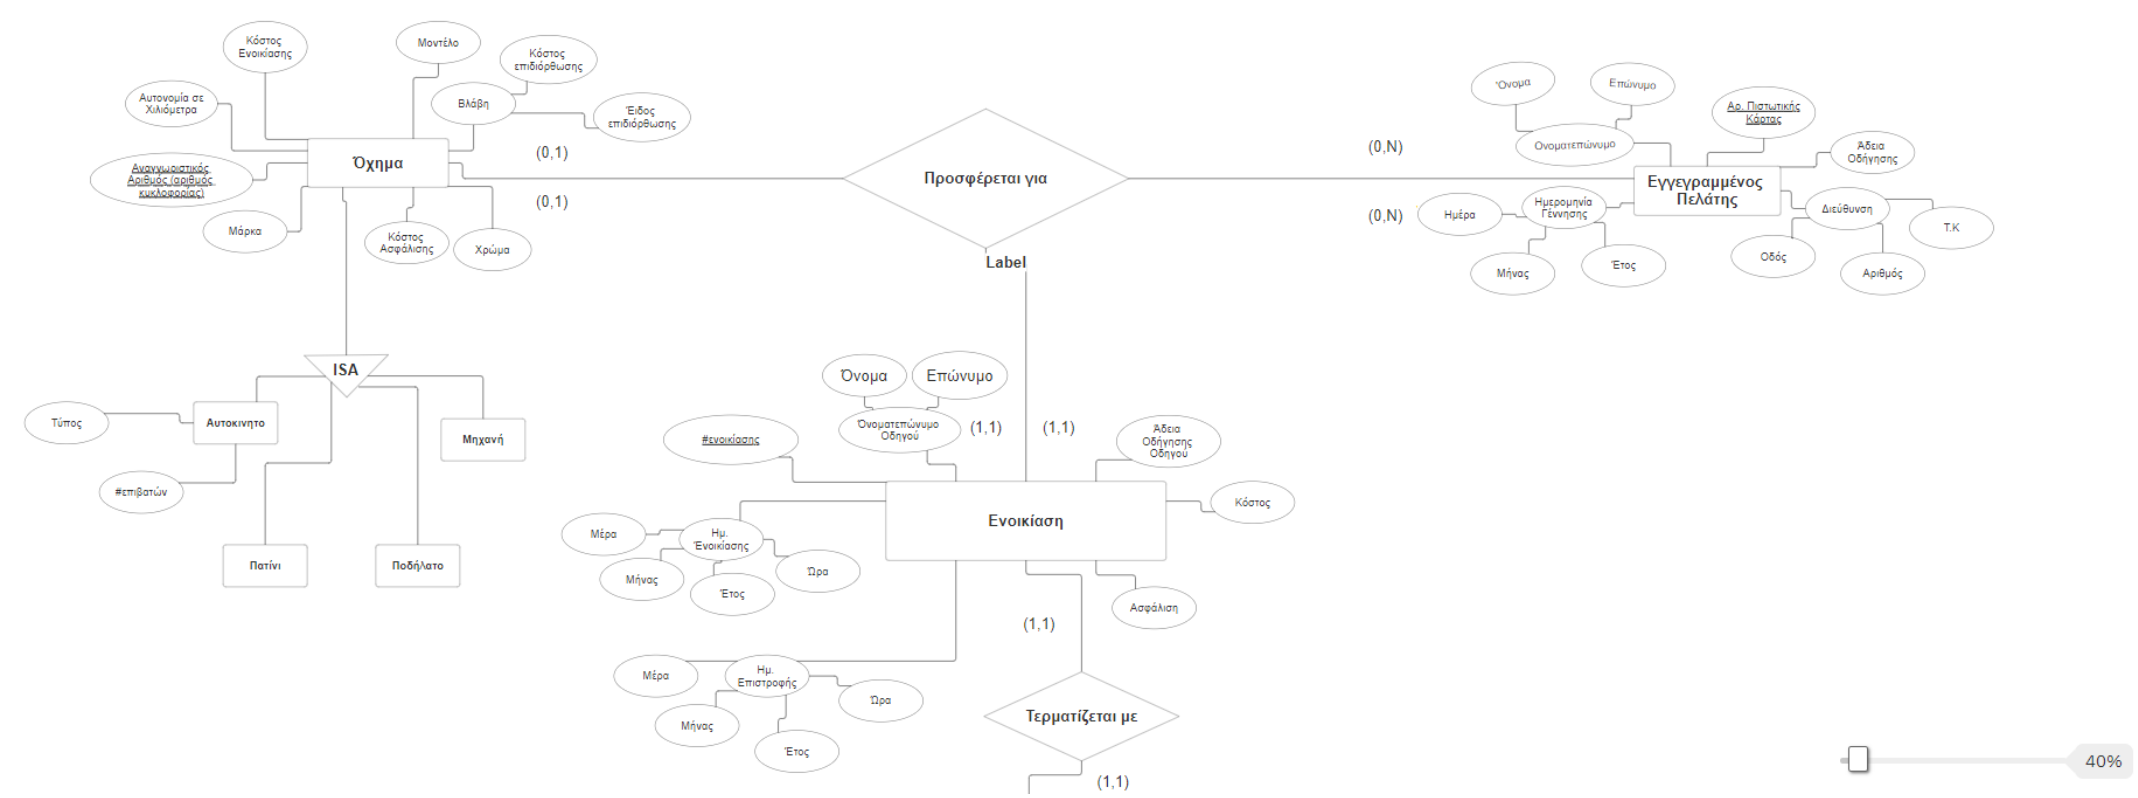 Κόστος
Ενοικίασης
Μοντέλο
Κόστος
επιδιόρθωσης
Αυτονομία σε
Χιλιόμετρα
Βλάβη
Έιδος
επιδιόρθωσης
Όχημα
(0,1)
(0,1)
Αναγνωριστικός
Αριθμός (αριθμός
κυκλοφορίας)
Μάρκα
Κόστος
Ασφάλισης
Χρώμα
Προσφέρεται για
Label
(0,N)
(0,N)
Όνομα
Επώνυμο
Ονοματεπώνυμο
Αρ. Πιστωτικής
Κάρτας
Άδεια
Οδήγησης
Εγγεγραμμένος
Πελάτης
Ημερομηνία
Γέννησης
Ημέρα
Μήνας
Έτος
Διεύθυνση
Τ.Κ
Οδός
Αριθμός
ISA
Τύπος
Αυτοκινητο
Μηχανή
#επιβατών
Πατίνι
Ποδήλατο
Όνομα
Επώνυμο
Όνοματεπώνυμο
Οδηγού
(1,1)
(1,1)
#ενοικίασης
Άδεια
Οδήγησης
Οδηγού
Ενοικίαση
Κόστος
Μέρα
Ημ.
Ένοικίασης
Μήνας
Έτος
Ώρα
Ασφάλιση
(1,1)
Μέρα
Ημ.
Επιστροφής
Ώρα
Μήνας
Έτος
Τερματίζεται με
(1,1)
40%